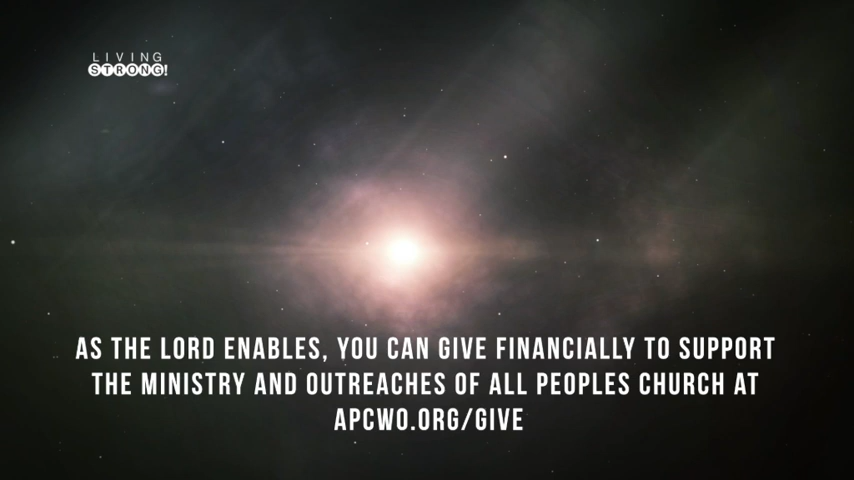 LIVING
STRONG!
AS THE LORD ENABLES, YOU CAN GIVE FINANCIALLY TO SUPPORT
THE MINISTRY AND OUTREACHES OF ALL PEOPLES CHURCH AT
APCWO.ORG/GIVE